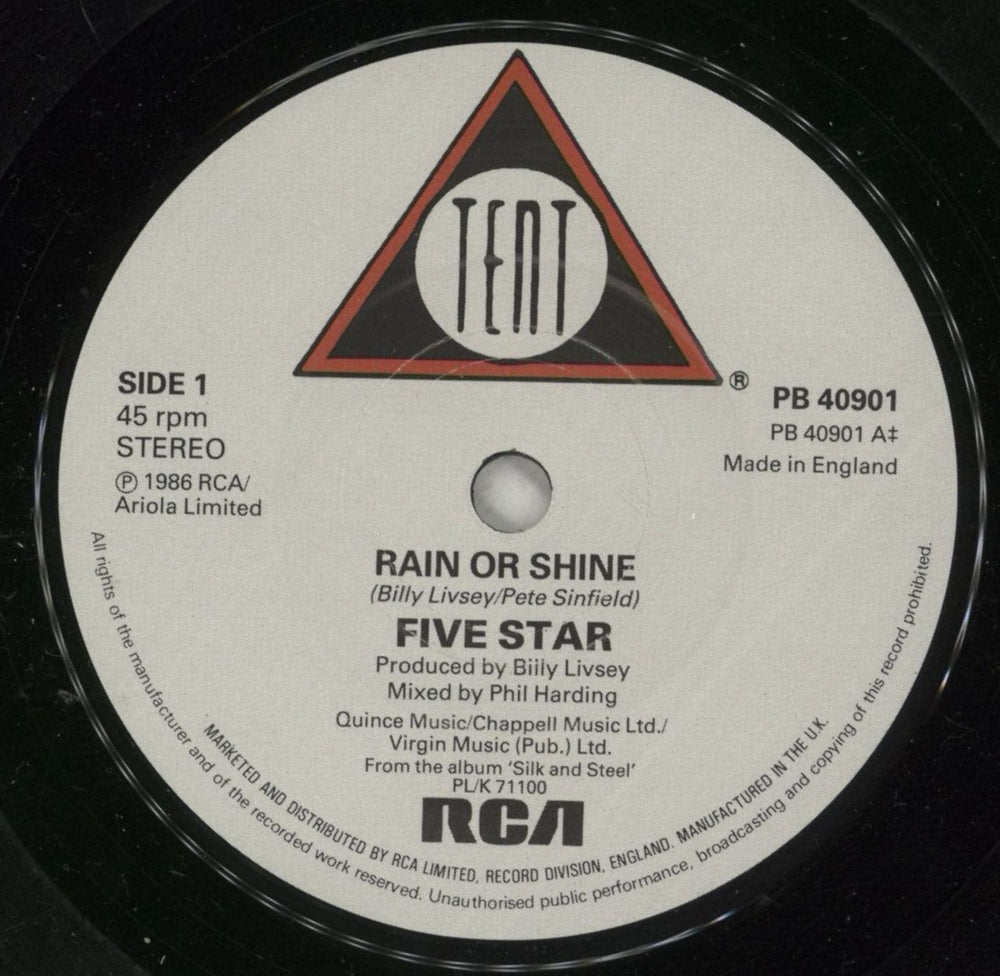 TENT
®
SIDE 1
45 rpm
STEREO
Ⓟ 1986 RCA/
Ariola Limited
PB 40901
PB 40901 A‡
Made in England
RAIN OR SHINE
(Billy Livsey/Pete Sinfield)
FIVE STAR
Produced by Billy Livsey
Mixed by Phil Harding
Quince Music/Chappell Music Ltd./
Virgin Music (Pub.) Ltd.
From the album 'Silk and Steel'
PL/K 71100
RCA
MARKETED AND DISTRIBUTED BY RCA LIMITED, RECORD DIVISION, ENGLAND. MANUFACTURED IN THE U.K.
All rights of the manufacturer and of the recorded work reserved. Unauthorised public performance, broadcasting and copying of this record prohibited.